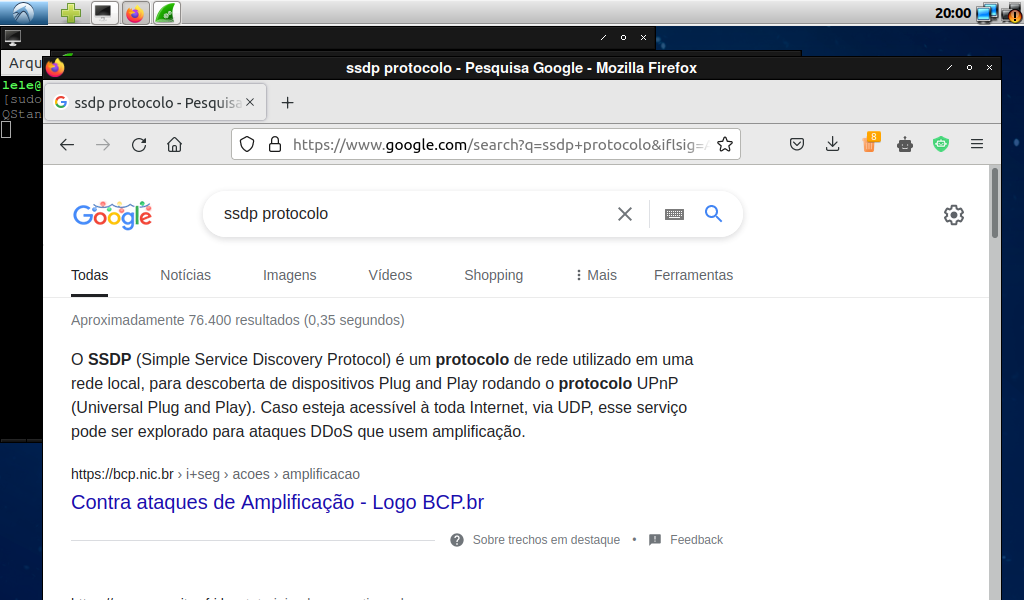 20:00
Arqu
lele@
[sudo
QStan
ssdp protocolo - Pesquisa Google - Mozilla Firefox
ssdp protocolo - Pesquisa
https://www.google.com/search?q=ssdp+protocolo&iflsig=
8
Google
ssdp protocolo
Todas
Notícias
Imagens
Vídeos
Shopping
Mais
Ferramentas
Aproximadamente 76.400 resultados (0,35 segundos)
O SSDP (Simple Service Discovery Protocol) é um protocolo de rede utilizado em uma
rede local, para descoberta de dispositivos Plug and Play rodando o protocolo UPnP
(Universal Plug and Play). Caso esteja acessível à toda Internet, via UDP, esse serviço
pode ser explorado para ataques DDoS que usem amplificação.
https://bcp.nic.br › i+seg › acoes › amplificacao
Contra ataques de Amplificação - Logo BCP.br
Sobre trechos em destaque • Feedback